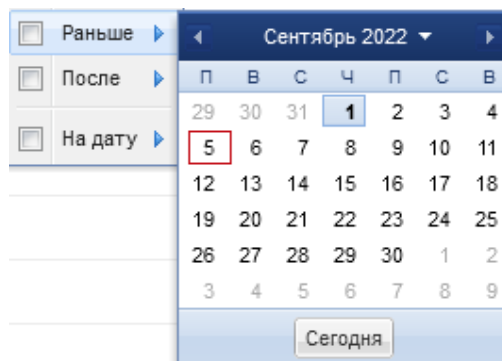 Раньше
После
На дату
Сентябрь 2022
П В С Ч П С В
29 30 31 1 2 3 4
5 6 7 8 9 10 11
12 13 14 15 16 17 18
19 20 21 22 23 24 25
26 27 28 29 30 1 2
3 4 5 6 7 8 9
Сегодня